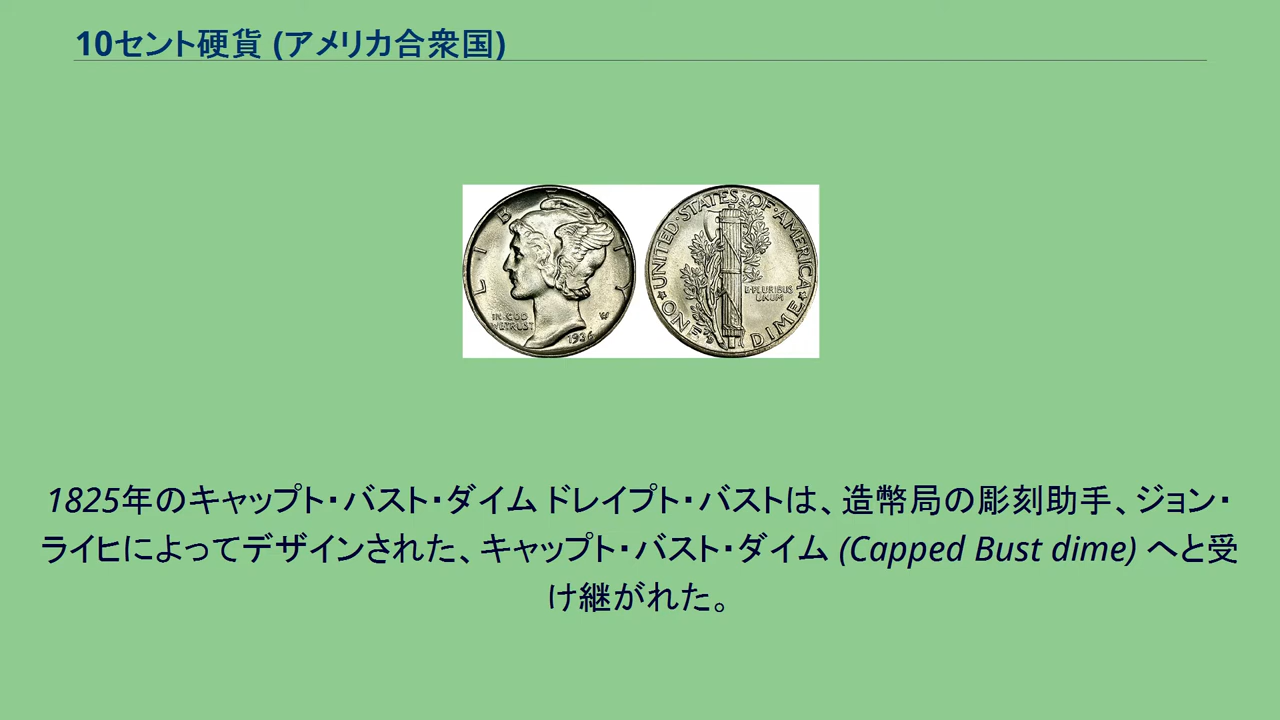 10セント硬貨 (アメリカ合衆国)
LIBERTY
IN GOD
WE TRUST
1936
W
UNITED·STATES·OF·AMERICA
E·PLURIBUS
UNUM
ONE DIME
1825年のキャップト・バスト・ダイム ドレイプト・バストは、造幣局の彫刻助手、ジョン・
ライヒによってデザインされた、キャップト・バスト・ダイム (Capped Bust dime) へと受
け継がれた。